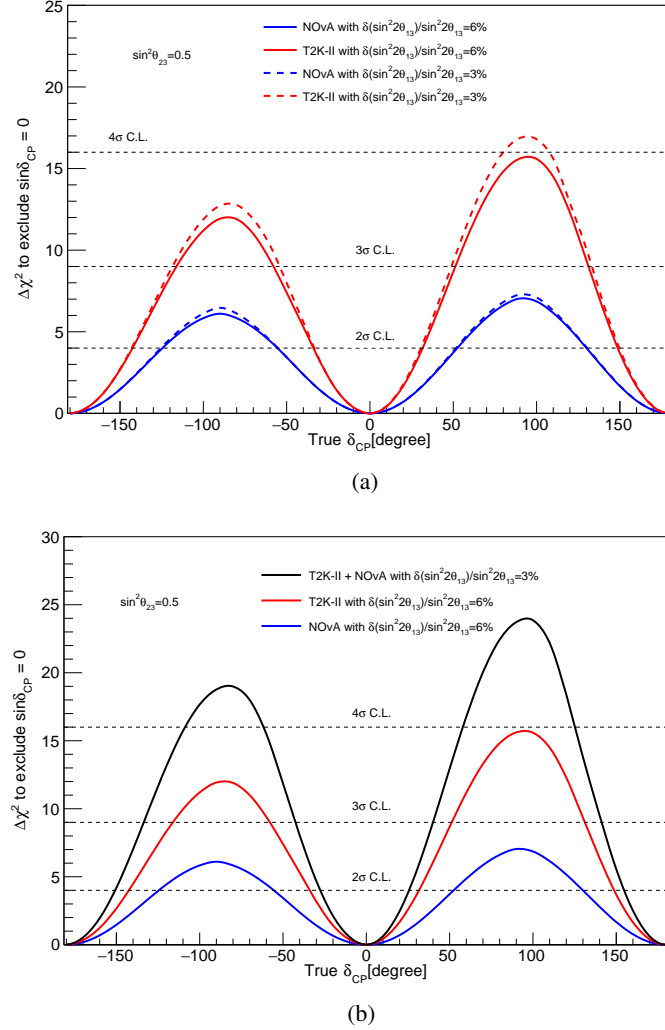 25
20
15
10
5
0
Δχ² to exclude sinδ_CP = 0
sin²θ₂₃=0.5
NOvA with δ(sin²2θ₁₃)/sin²2θ₁₃=6%
T2K-II with δ(sin²2θ₁₃)/sin²2θ₁₃=6%
NOvA with δ(sin²2θ₁₃)/sin²2θ₁₃=3%
T2K-II with δ(sin²2θ₁₃)/sin²2θ₁₃=3%
4σ C.L.
3σ C.L.
2σ C.L.
−150 −100 −50 0 50 100 150
True δ_CP[degree]
(a)
30
25
20
15
10
5
0
Δχ² to exclude sinδ_CP = 0
sin²θ₂₃=0.5
T2K-II + NOvA with δ(sin²2θ₁₃)/sin²2θ₁₃=3%
T2K-II with δ(sin²2θ₁₃)/sin²2θ₁₃=6%
NOvA with δ(sin²2θ₁₃)/sin²2θ₁₃=6%
4σ C.L.
3σ C.L.
2σ C.L.
−150 −100 −50 0 50 100 150
True δ_CP[degree]
(b)